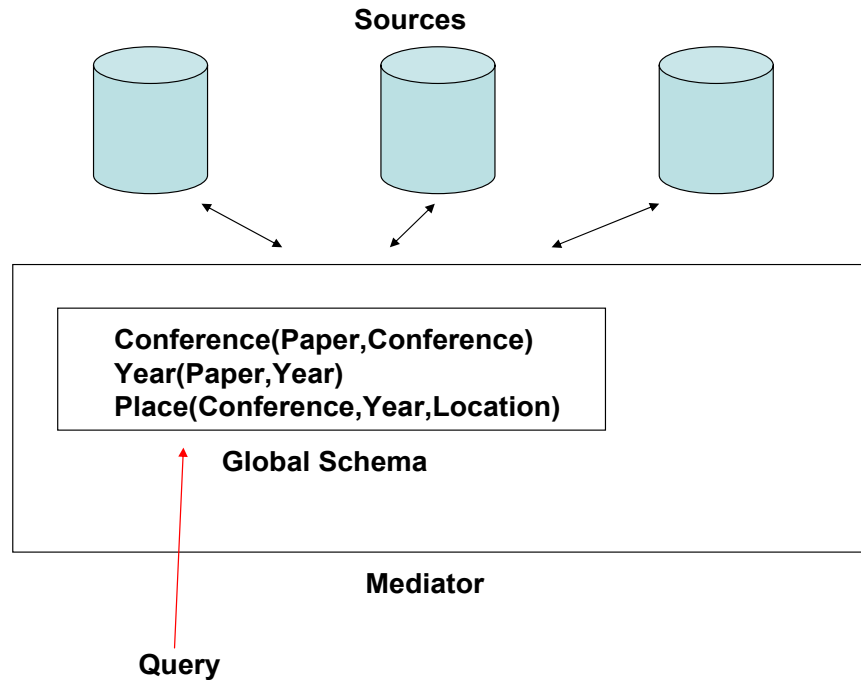 Sources
Conference(Paper,Conference)
Year(Paper,Year)
Place(Conference,Year,Location)
Global Schema
Mediator
Query